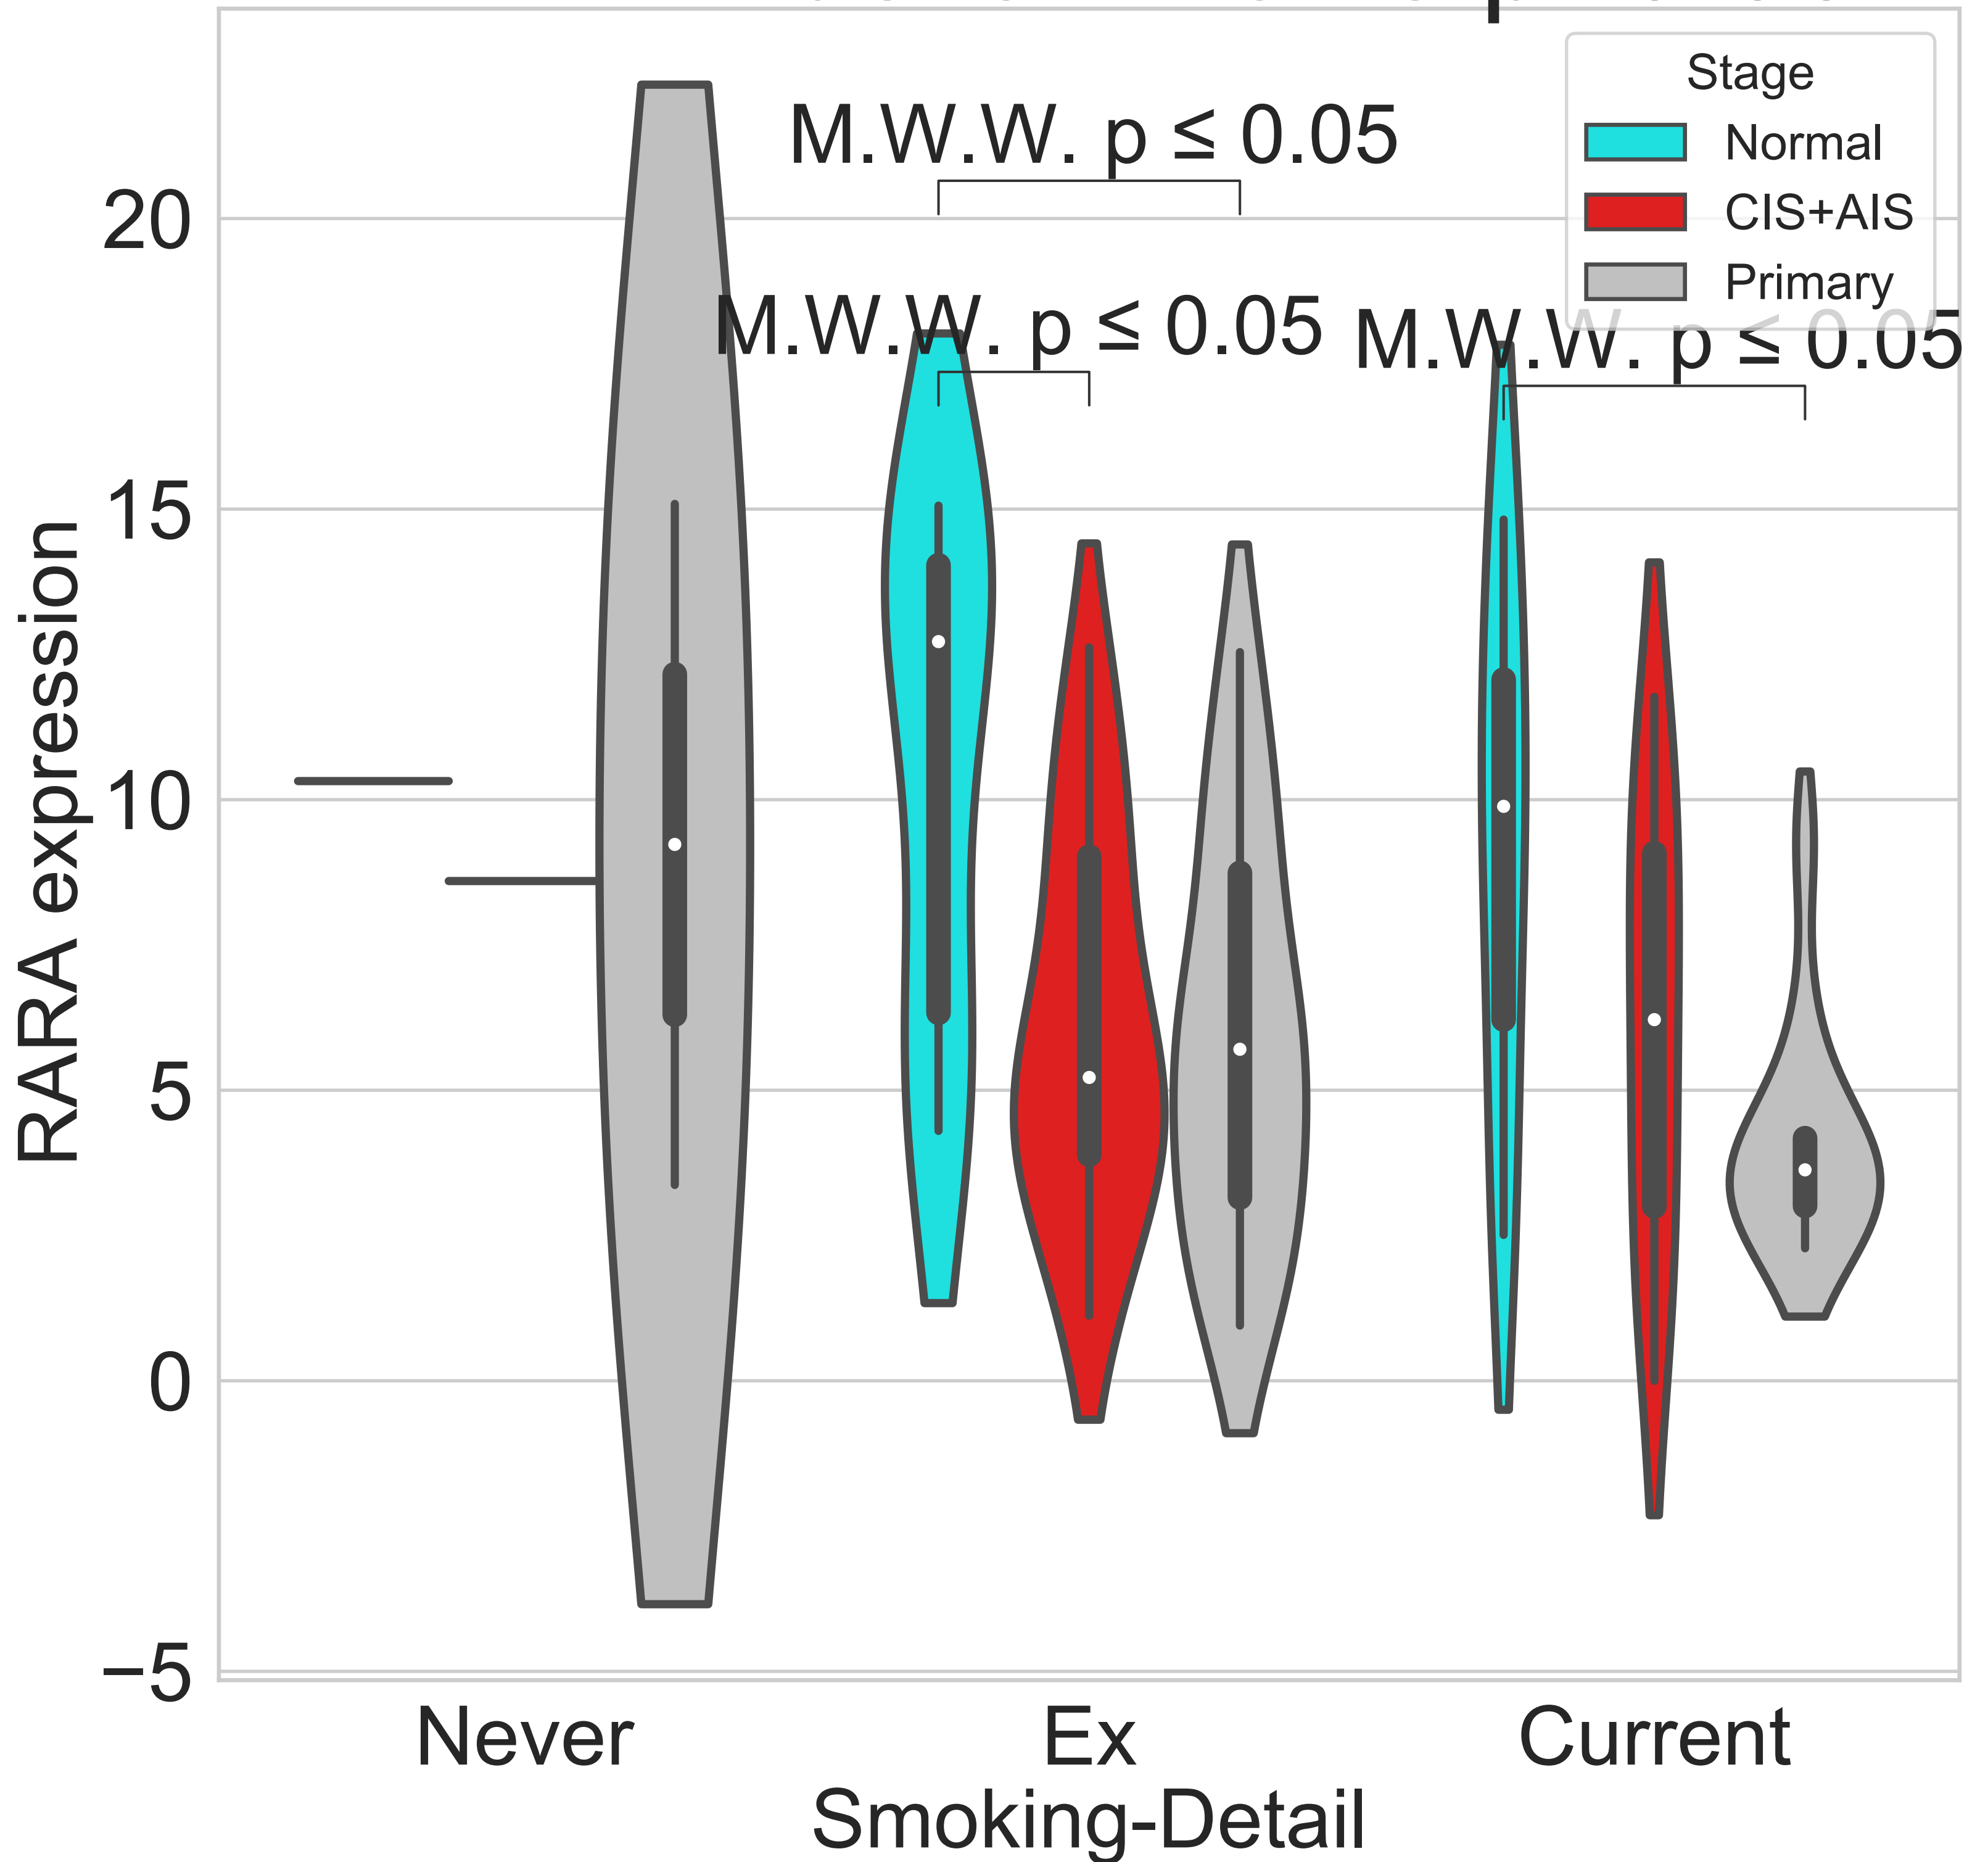 Stage
Normal
CIS+AIS
Primary
M.W.W. p ≤ 0.05
M.W.W. p ≤ 0.05
M.W.W. p ≤ 0.05
20
15
10
5
0
−5
RARA expression
Never
Ex
Current
Smoking-Detail